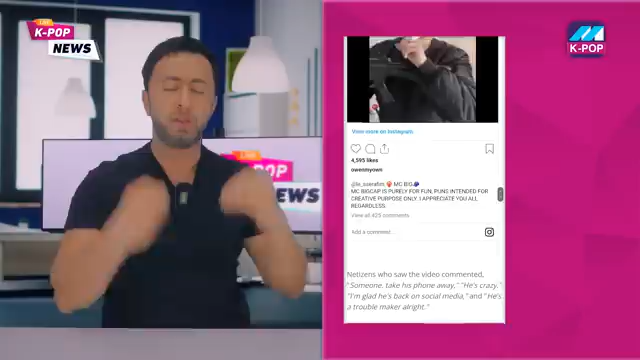 LIVE
K-POP
NEWS
K-POP
LIVE
POP
NEWS
View more on Instagram
4,595 likes
owenmyown
@le_sserafim MC BIG
MC BIGCAP IS PURELY FOR FUN, PUNS INTENDED FOR
CREATIVE PURPOSE ONLY. I APPRECIATE YOU ALL
REGARDLESS
View all 425 comments
Add a comment...
Netizens who saw the video commented,
"Someone. take his phone away," "He's crazy."
"I'm glad he's back on social media," and "He's
a trouble maker alright."